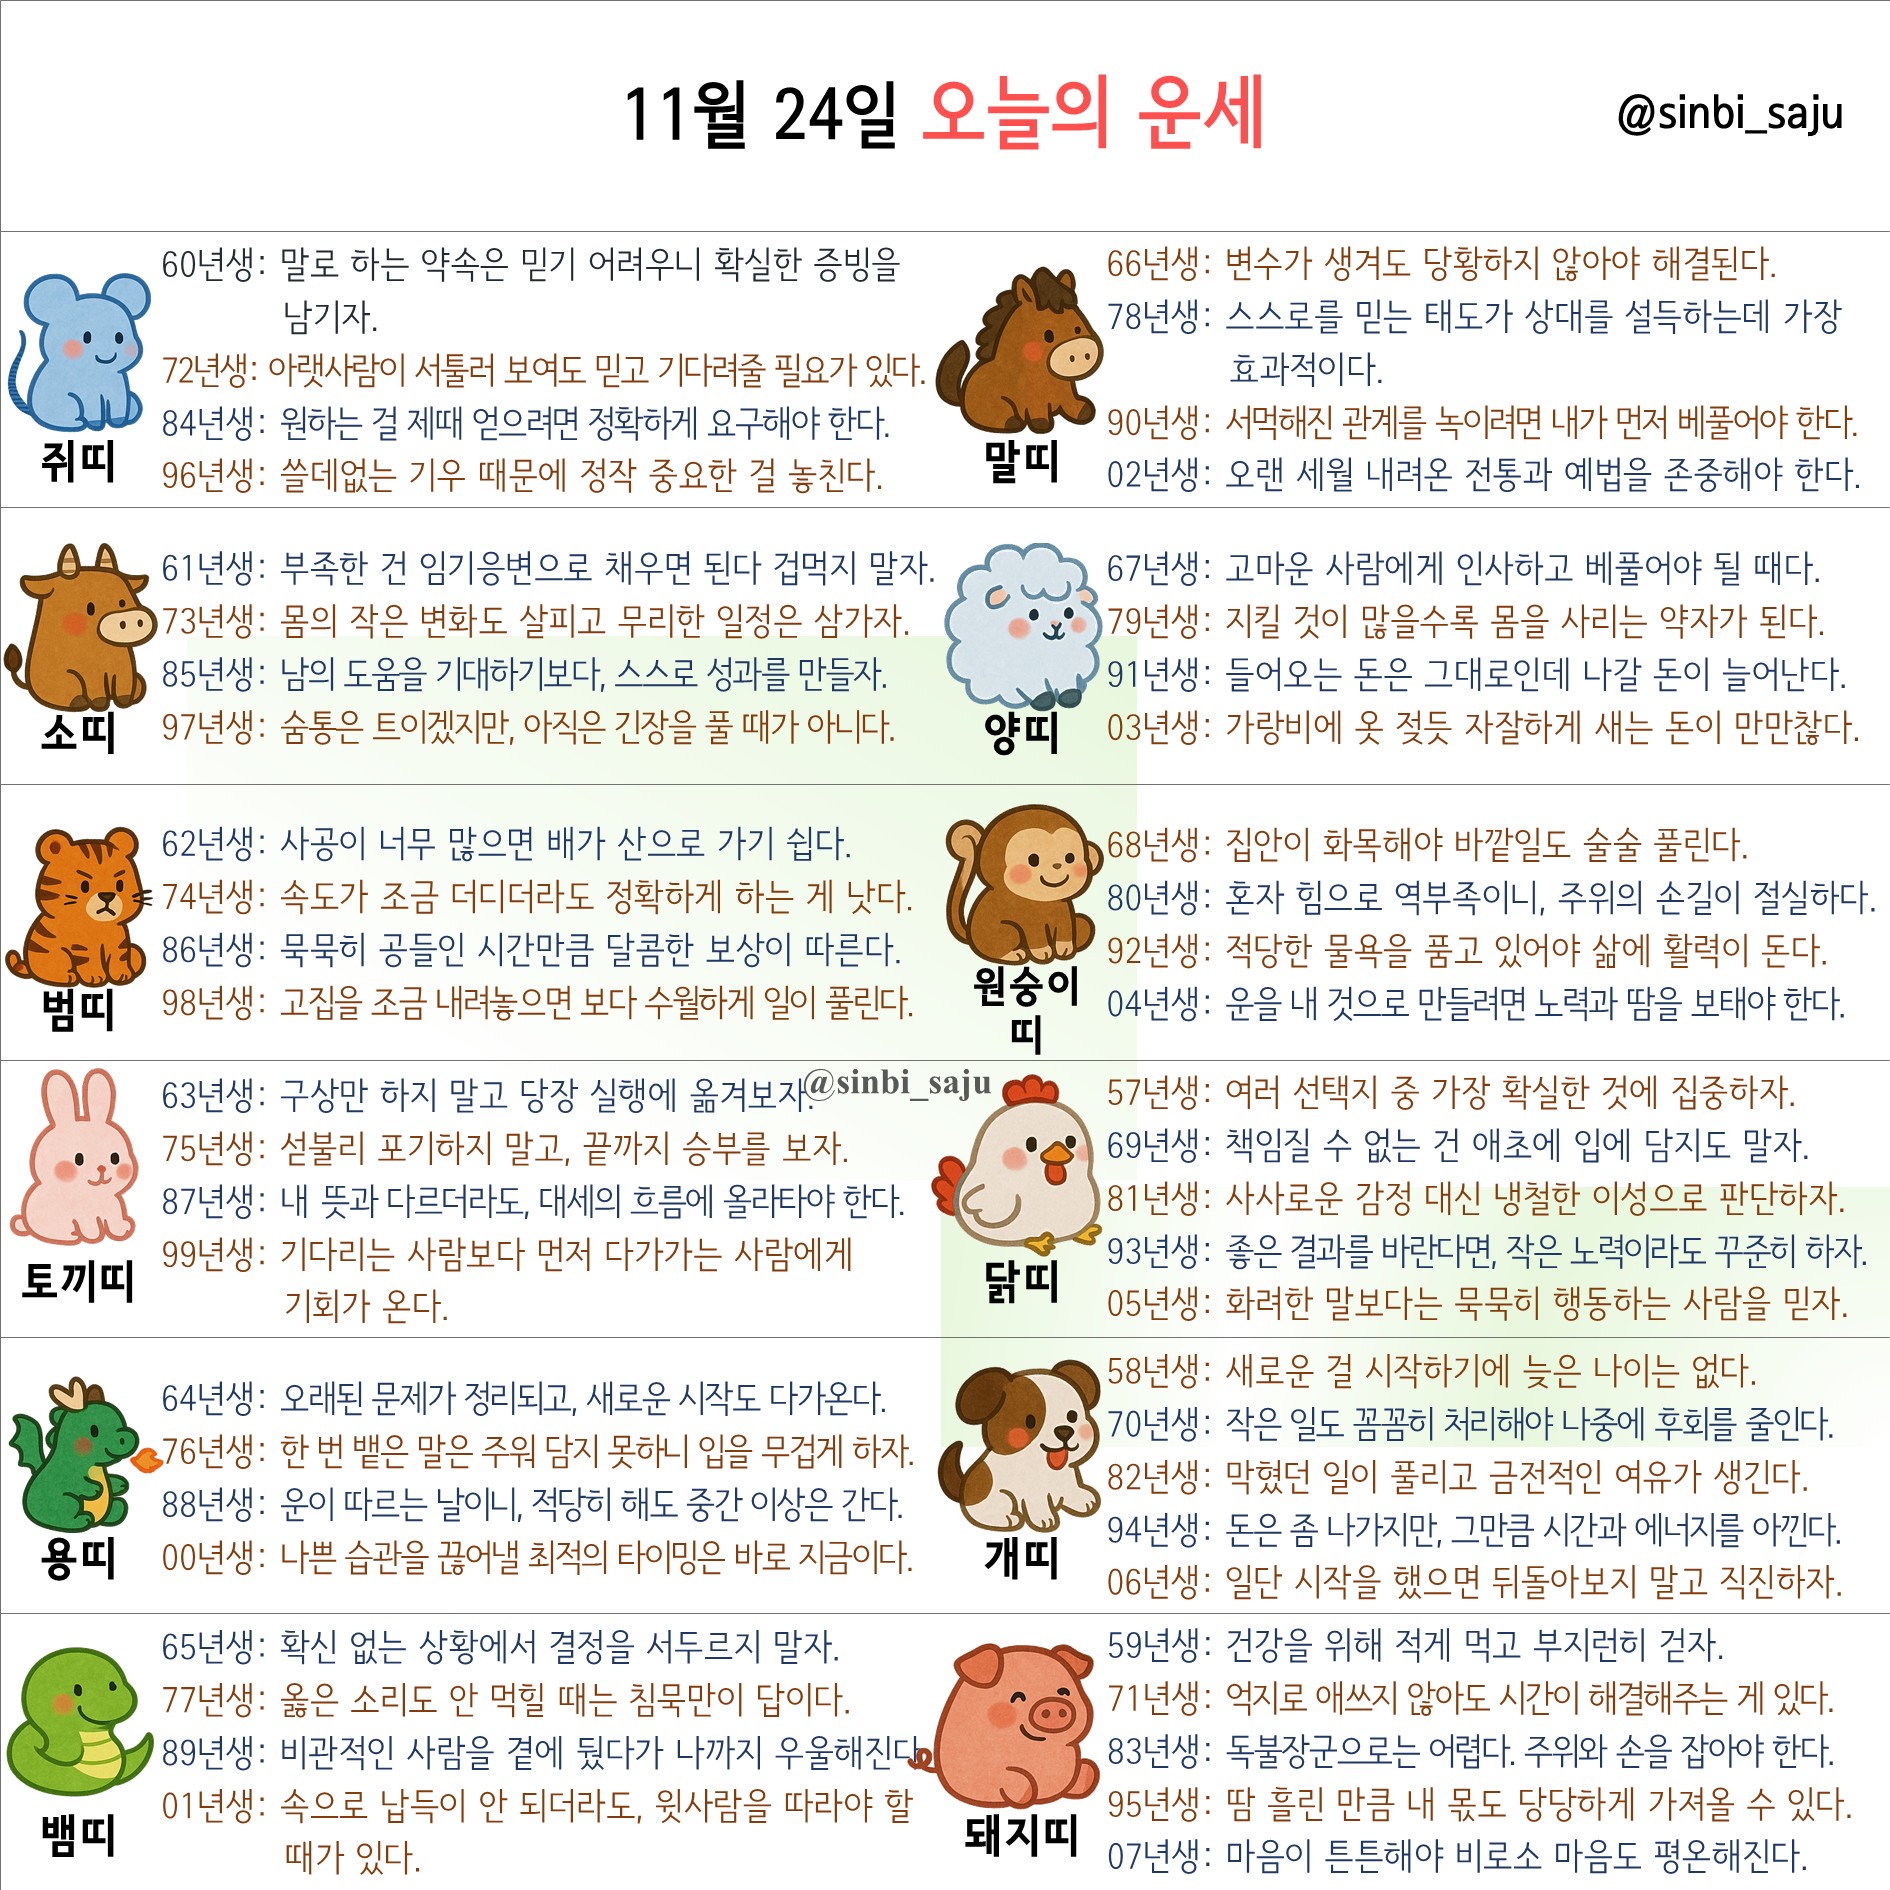 11월 24일 오늘의 운세
@sinbi_saju
60년생: 말로 하는 약속은 믿기 어려우니 확실한 증빙을
남기자.
72년생: 아랫사람이 서툴러 보여도 믿고 기다려줄 필요가 있다.
84년생: 원하는 걸 제때 얻으려면 정확하게 요구해야 한다.
96년생: 쓸데없는 기우 때문에 정작 중요한 걸 놓친다.
쥐띠
66년생: 변수가 생겨도 당황하지 않아야 해결된다.
78년생: 스스로를 믿는 태도가 상대를 설득하는데 가장
효과적이다.
90년생: 서먹해진 관계를 녹이려면 내가 먼저 베풀어야 한다.
02년생: 오랜 세월 내려온 전통과 예법을 존중해야 한다.
말띠
61년생: 부족한 건 임기응변으로 채우면 된다 겁먹지 말자.
73년생: 몸의 작은 변화도 살피고 무리한 일정은 삼가자.
85년생: 남의 도움을 기대하기보다, 스스로 성과를 만들자.
97년생: 숨통은 트이겠지만, 아직은 긴장을 풀 때가 아니다.
소띠
67년생: 고마운 사람에게 인사하고 베풀어야 될 때다.
79년생: 지킬 것이 많을수록 몸을 사리는 약자가 된다.
91년생: 들어오는 돈은 그대로인데 나갈 돈이 늘어난다.
03년생: 가랑비에 옷 젖듯 자잘하게 새는 돈이 만만찮다.
양띠
62년생: 사공이 너무 많으면 배가 산으로 가기 쉽다.
74년생: 속도가 조금 더디더라도 정확하게 하는 게 낫다.
86년생: 묵묵히 공들인 시간만큼 달콤한 보상이 따른다.
98년생: 고집을 조금 내려놓으면 보다 수월하게 일이 풀린다.
범띠
68년생: 집안이 화목해야 바깥일도 술술 풀린다.
80년생: 혼자 힘으로 역부족이니, 주위의 손길이 절실하다.
92년생: 적당한 물욕을 품고 있어야 삶에 활력이 돈다.
04년생: 운을 내 것으로 만들려면 노력과 땀을 보태야 한다.
원숭이
띠
@sinbi_saju
63년생: 구상만 하지 말고 당장 실행에 옮겨보자.
75년생: 섣불리 포기하지 말고, 끝까지 승부를 보자.
87년생: 내 뜻과 다르더라도, 대세의 흐름에 올라타야 한다.
99년생: 기다리는 사람보다 먼저 다가가는 사람에게
기회가 온다.
토끼띠
57년생: 여러 선택지 중 가장 확실한 것에 집중하자.
69년생: 책임질 수 없는 건 애초에 입에 담지도 말자.
81년생: 사사로운 감정 대신 냉철한 이성으로 판단하자.
93년생: 좋은 결과를 바란다면, 작은 노력이라도 꾸준히 하자.
05년생: 화려한 말보다는 묵묵히 행동하는 사람을 믿자.
닭띠
64년생: 오래된 문제가 정리되고, 새로운 시작도 다가온다.
76년생: 한 번 뱉은 말은 주워 담지 못하니 입을 무겁게 하자.
88년생: 운이 따르는 날이니, 적당히 해도 중간 이상은 간다.
00년생: 나쁜 습관을 끊어낼 최적의 타이밍은 바로 지금이다.
용띠
58년생: 새로운 걸 시작하기에 늦은 나이는 없다.
70년생: 작은 일도 꼼꼼히 처리해야 나중에 후회를 줄인다.
82년생: 막혔던 일이 풀리고 금전적인 여유가 생긴다.
94년생: 돈은 좀 나가지만, 그만큼 시간과 에너지를 아낀다.
06년생: 일단 시작을 했으면 뒤돌아보지 말고 직진하자.
개띠
65년생: 확신 없는 상황에서 결정을 서두르지 말자.
77년생: 옳은 소리도 안 먹힐 때는 침묵만이 답이다.
89년생: 비관적인 사람을 곁에 뒀다가 나까지 우울해진다
01년생: 속으로 납득이 안 되더라도, 윗사람을 따라야 할
때가 있다.
뱀띠
59년생: 건강을 위해 적게 먹고 부지런히 걷자.
71년생: 억지로 애쓰지 않아도 시간이 해결해주는 게 있다.
83년생: 독불장군으로는 어렵다. 주위와 손을 잡아야 한다.
95년생: 땀 흘린 만큼 내 몫도 당당하게 가져올 수 있다.
07년생: 마음이 튼튼해야 비로소 마음도 평온해진다.
돼지띠